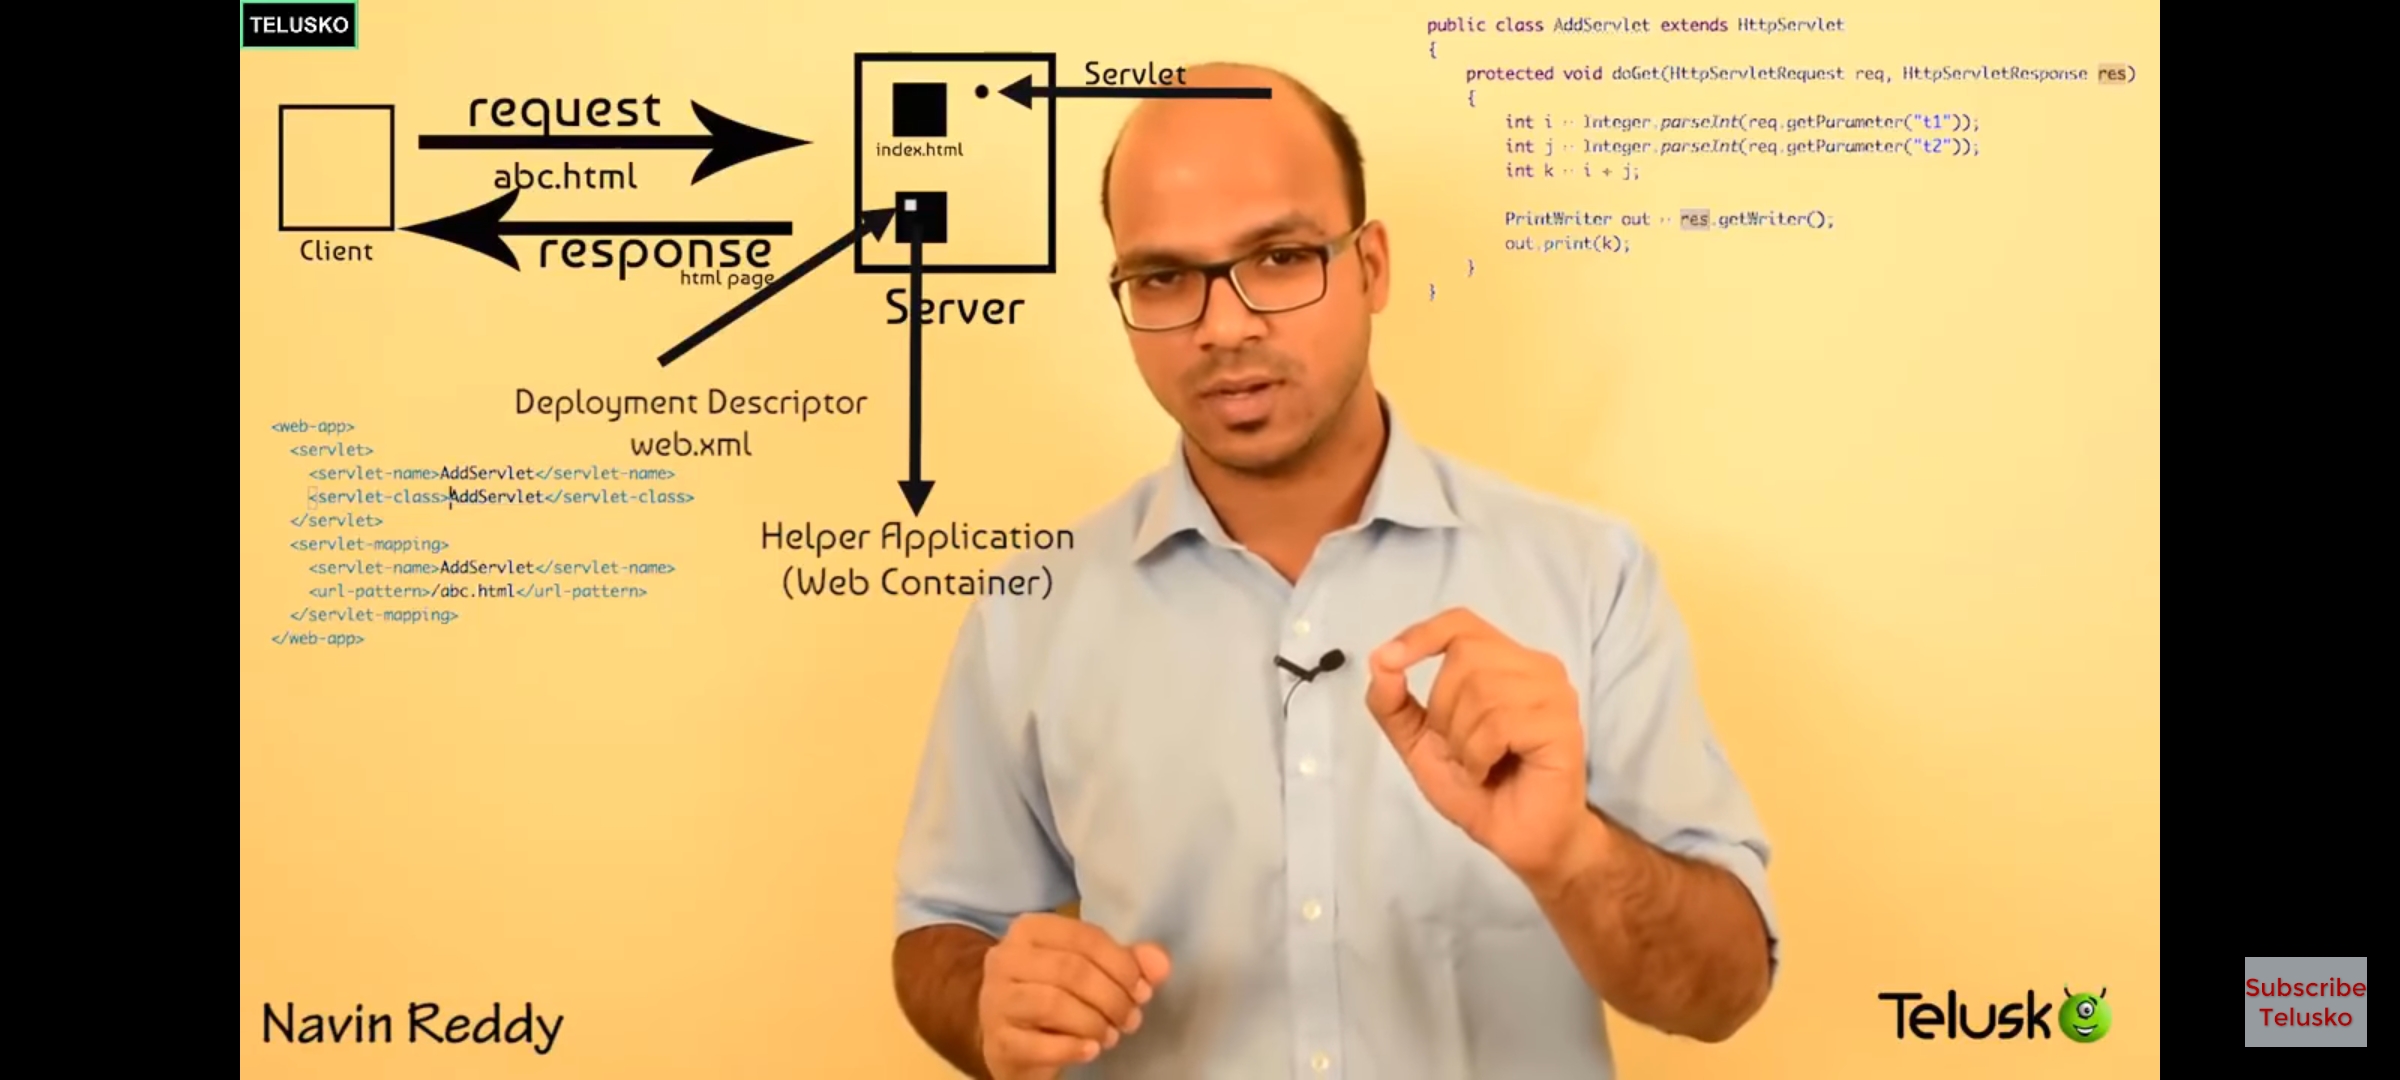 TELUSKO
request
abc.html
response
html page
Client
index.html
Server
Servlet
Deployment Descriptor
web.xml
Helper Application
(Web Container)
<web-app>
<servlet>
<servlet-name>AddServlet</servlet-name>
<servlet-class>AddServlet</servlet-class>
</servlet>
<servlet-mapping>
<servlet-name>AddServlet</servlet-name>
<url-pattern>/abc.html</url-pattern>
</servlet-mapping>
</web-app>
public class AddServlet extends HttpServlet
{
protected void doGet(HttpServletRequest req, HttpServletResponse res)
{
int i = Integer.parseInt(req.getParameter("t1"));
int j = Integer.parseInt(req.getParameter("t2"));
int k = i + j;
PrintWriter out = res.getWriter();
out.print(k);
}
}
Navin Reddy
Telusko
Subscribe
Telusko